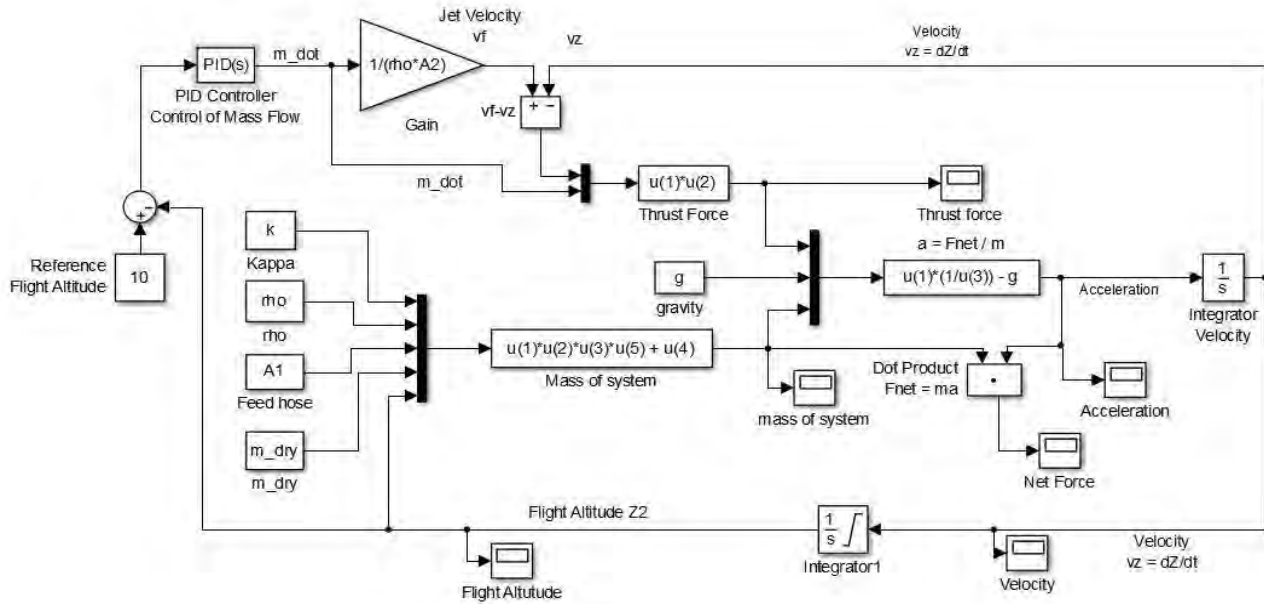 Jet Velocity
vf
vz
Velocity
vz = dZ/dt
m_dot
PID(s)
1/(rho*A2)
PID Controller
Control of Mass Flow
+ -
vf-vz
Gain
m_dot
u(1)*u(2)
Thrust Force
Thrust force
-
+
k
Kappa
a = Fnet / m
Reference
Flight Altitude
10
g
gravity
u(1)*(1/u(3)) - g
Acceleration
1
s
Integrator
Velocity
rho
rho
u(1)*u(2)*u(3)*u(5) + u(4)
Mass of system
A1
Feed hose
Dot Product
Fnet = ma
mass of system
Acceleration
m_dry
m_dry
Net Force
Flight Altitude Z2
1
s
Integrator1
Velocity
vz = dZ/dt
Flight Altutude
Velocity